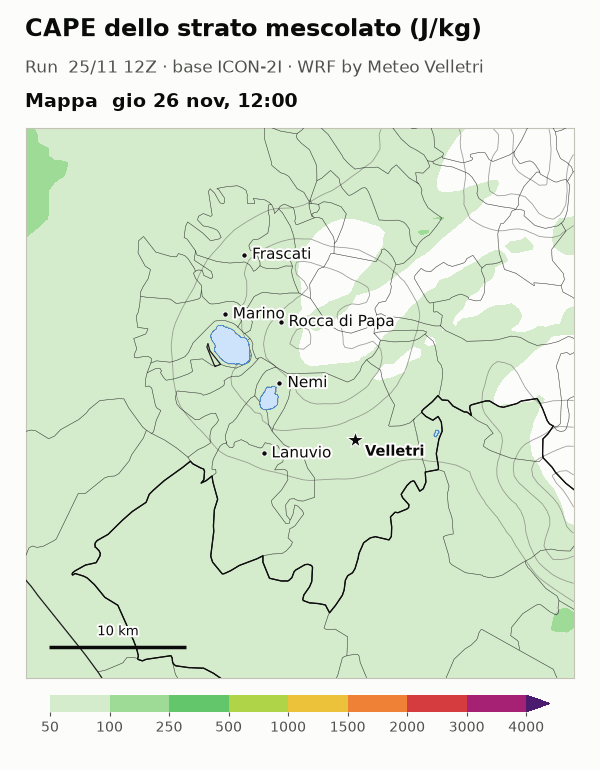 CAPE dello strato mescolato (J/kg)
Run  25/11 12Z · base ICON-2I · WRF by Meteo Velletri
Mappa  gio 26 nov, 12:00
Frascati
Marino
Rocca di Papa
Nemi
Velletri
Lanuvio
10 km
50 100 250 500 1000 1500 2000 3000 4000